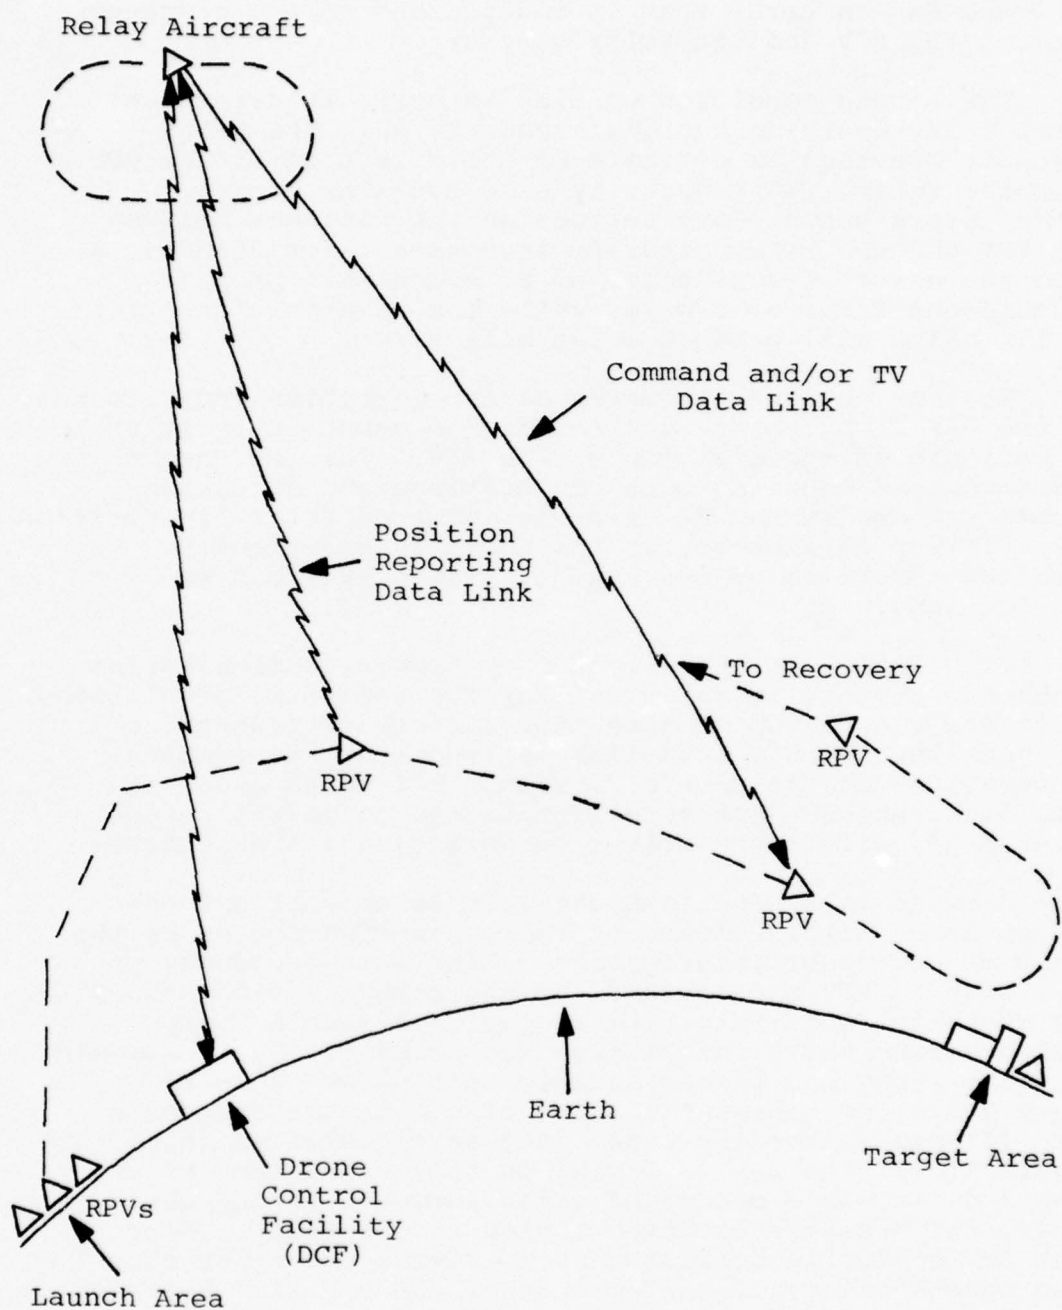 Relay Aircraft
Command and/or TV
Data Link
Position
Reporting
Data Link
To Recovery
RPV
RPV
RPV
Earth
Target Area
Drone
Control
Facility
(DCF)
RPVs
Launch Area